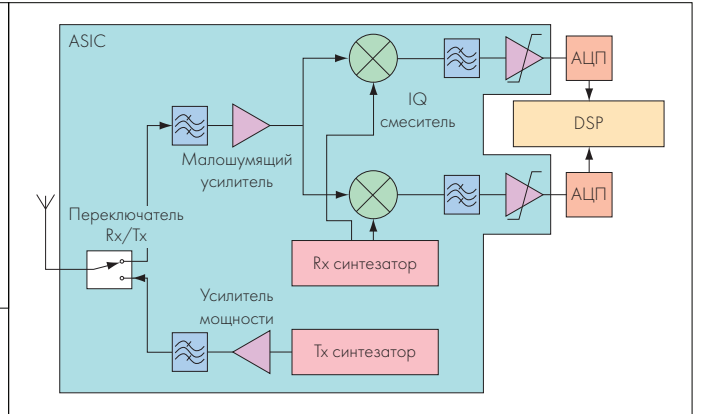 ASIC
АЦП
IQ
смеситель
DSP
Малошумящий
усилитель
АЦП
Переключатель
Rx/Tx
Rx синтезатор
Усилитель
мощности
Tx синтезатор